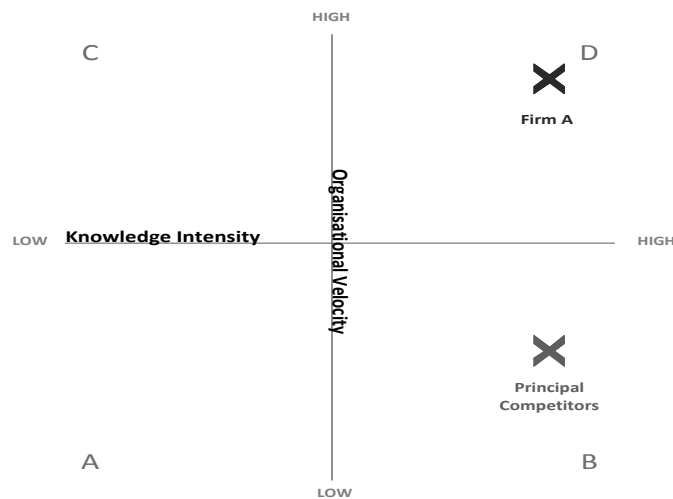 HIGH
C
D
Firm A
Organisational Velocity
Knowledge Intensity
LOW
HIGH
Principal
Competitors
A
B
LOW